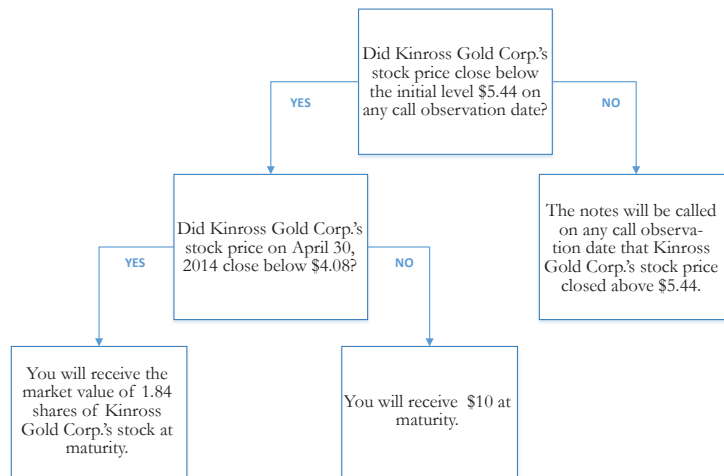 Did Kinross Gold Corp.'s
stock price close below
the initial level $5.44 on
any call observation date?
YES
NO
Did Kinross Gold Corp.'s
stock price on April 30,
2014 close below $4.08?
The notes will be called
on any call observa-
tion date that Kinross
Gold Corp.'s stock price
closed above $5.44.
YES
NO
You will receive the
market value of 1.84
shares of Kinross
Gold Corp.'s stock at
maturity.
You will receive $10 at
maturity.